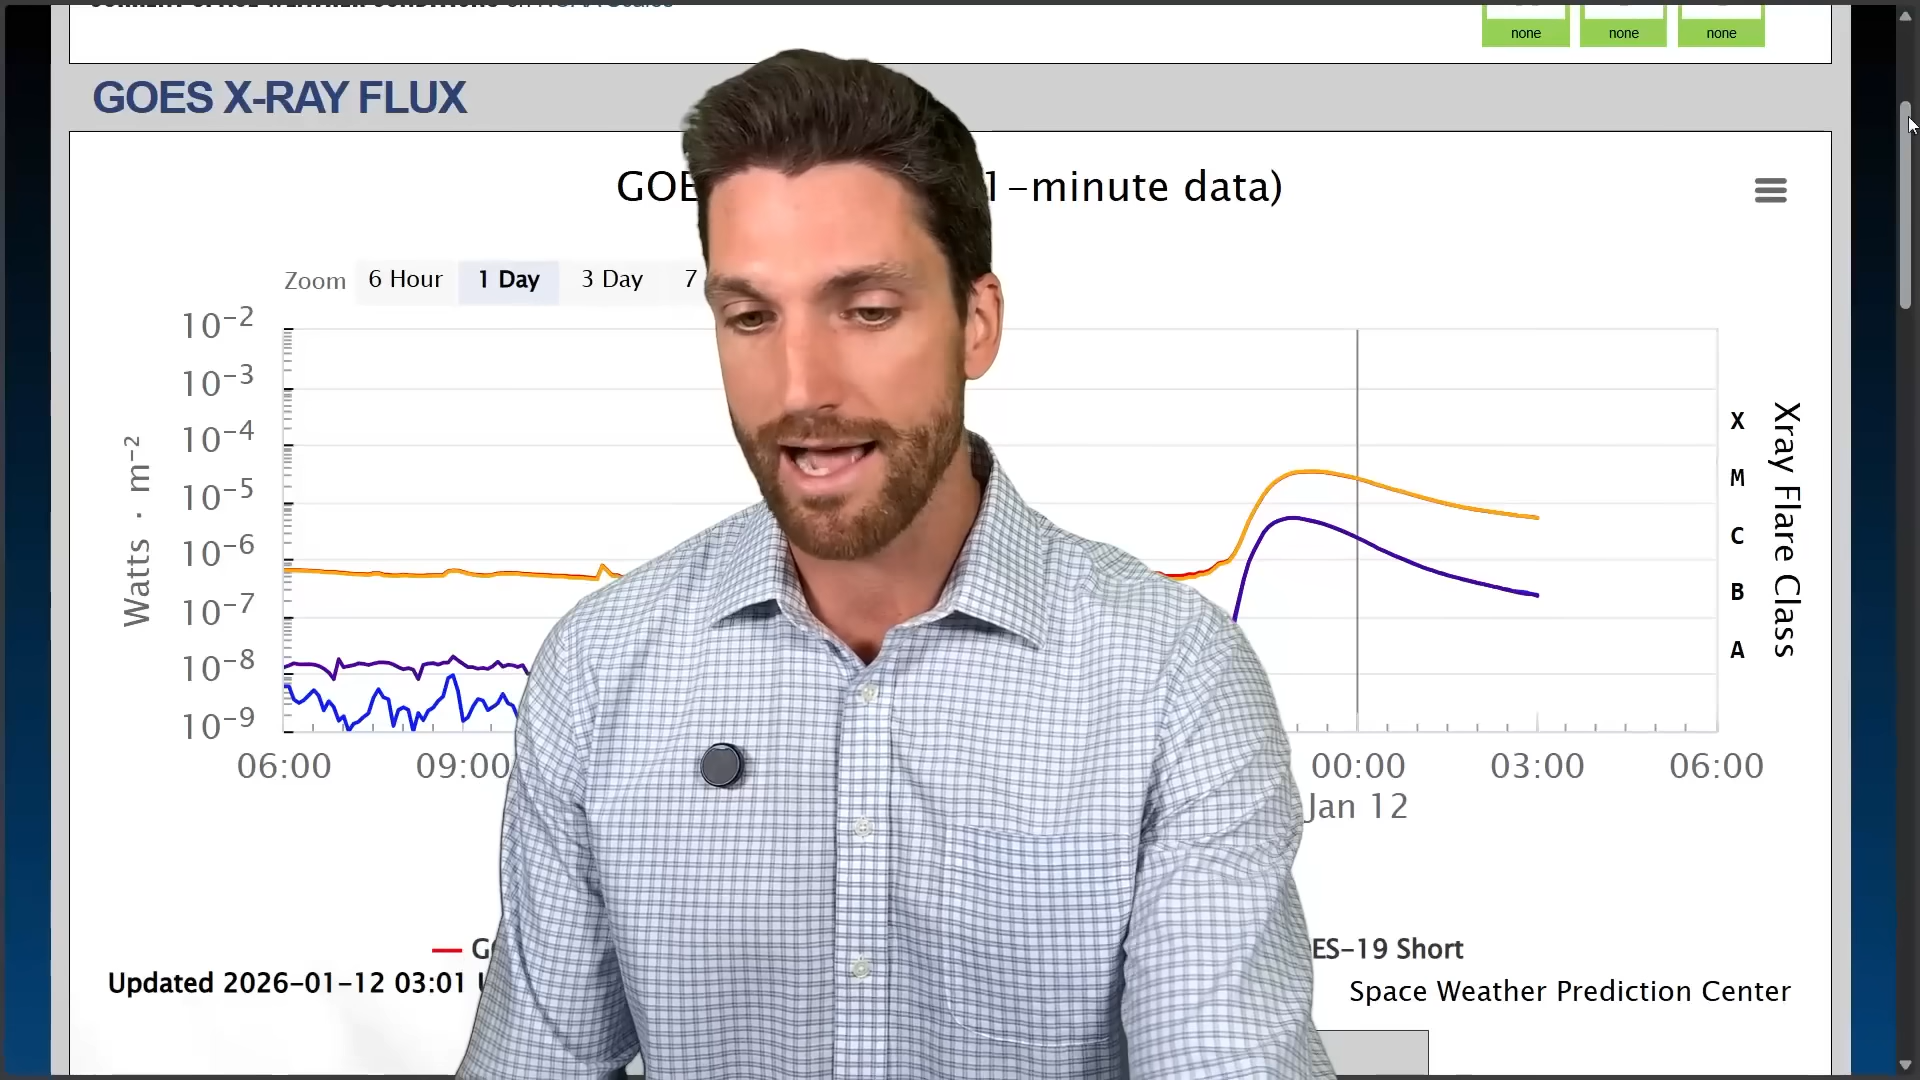 none none none
GOES X-RAY FLUX
GOE 1-minute data)
Zoom 6 Hour 1 Day 3 Day 7
10⁻²
10⁻³
10⁻⁴
10⁻⁵
10⁻⁶
10⁻⁷
10⁻⁸
10⁻⁹
Watts · m⁻²
X
M
C
B
A
Xray Flare Class
06:00 09:00 00:00 03:00 06:00
Jan 12
ES-19 Short
Updated 2026-01-12 03:01
Space Weather Prediction Center